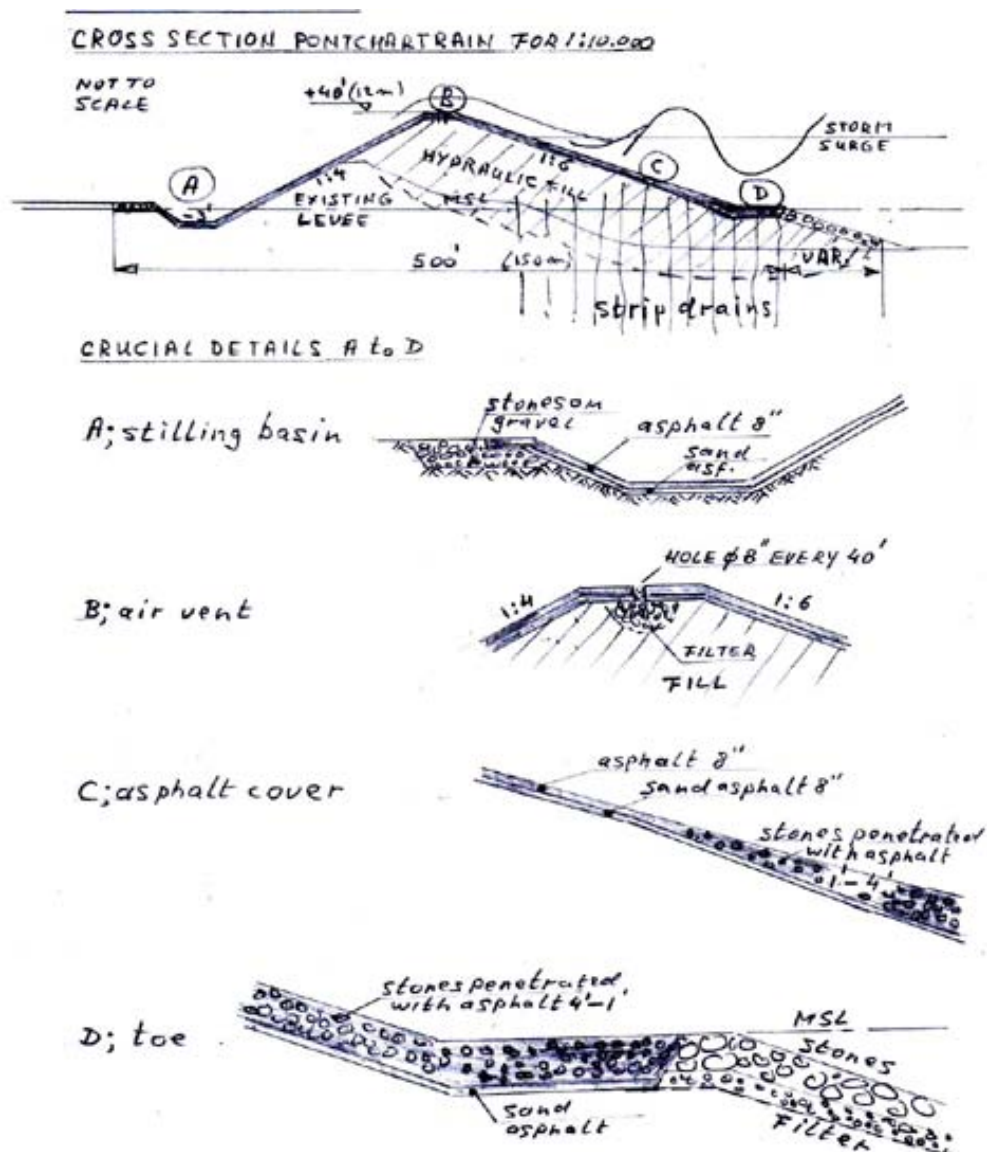 CROSS SECTION PONTCHARTRAIN FOR 1:10.000
NOT TO
SCALE
+40' (12m)
B
STORM
SURGE
A
1:6
C
HYDRAULIC FILL
D
1:4
EXISTING
LEVEE
MSL
500' (150m)
VAR.
strip drains
CRUCIAL DETAILS A to D
A; stilling basin
stones on
gravel
asphalt 8"
sand
asf.
B; air vent
HOLE ϕ8" EVERY 40'
1:4
1:6
FILTER
FILL
C; asphalt cover
asphalt 8"
sand asphalt 8"
stones penetrated
with asphalt
1'-4'
D; toe
stones penetrated
with asphalt 4'-1'
MSL
stones
sand
asphalt
Filter